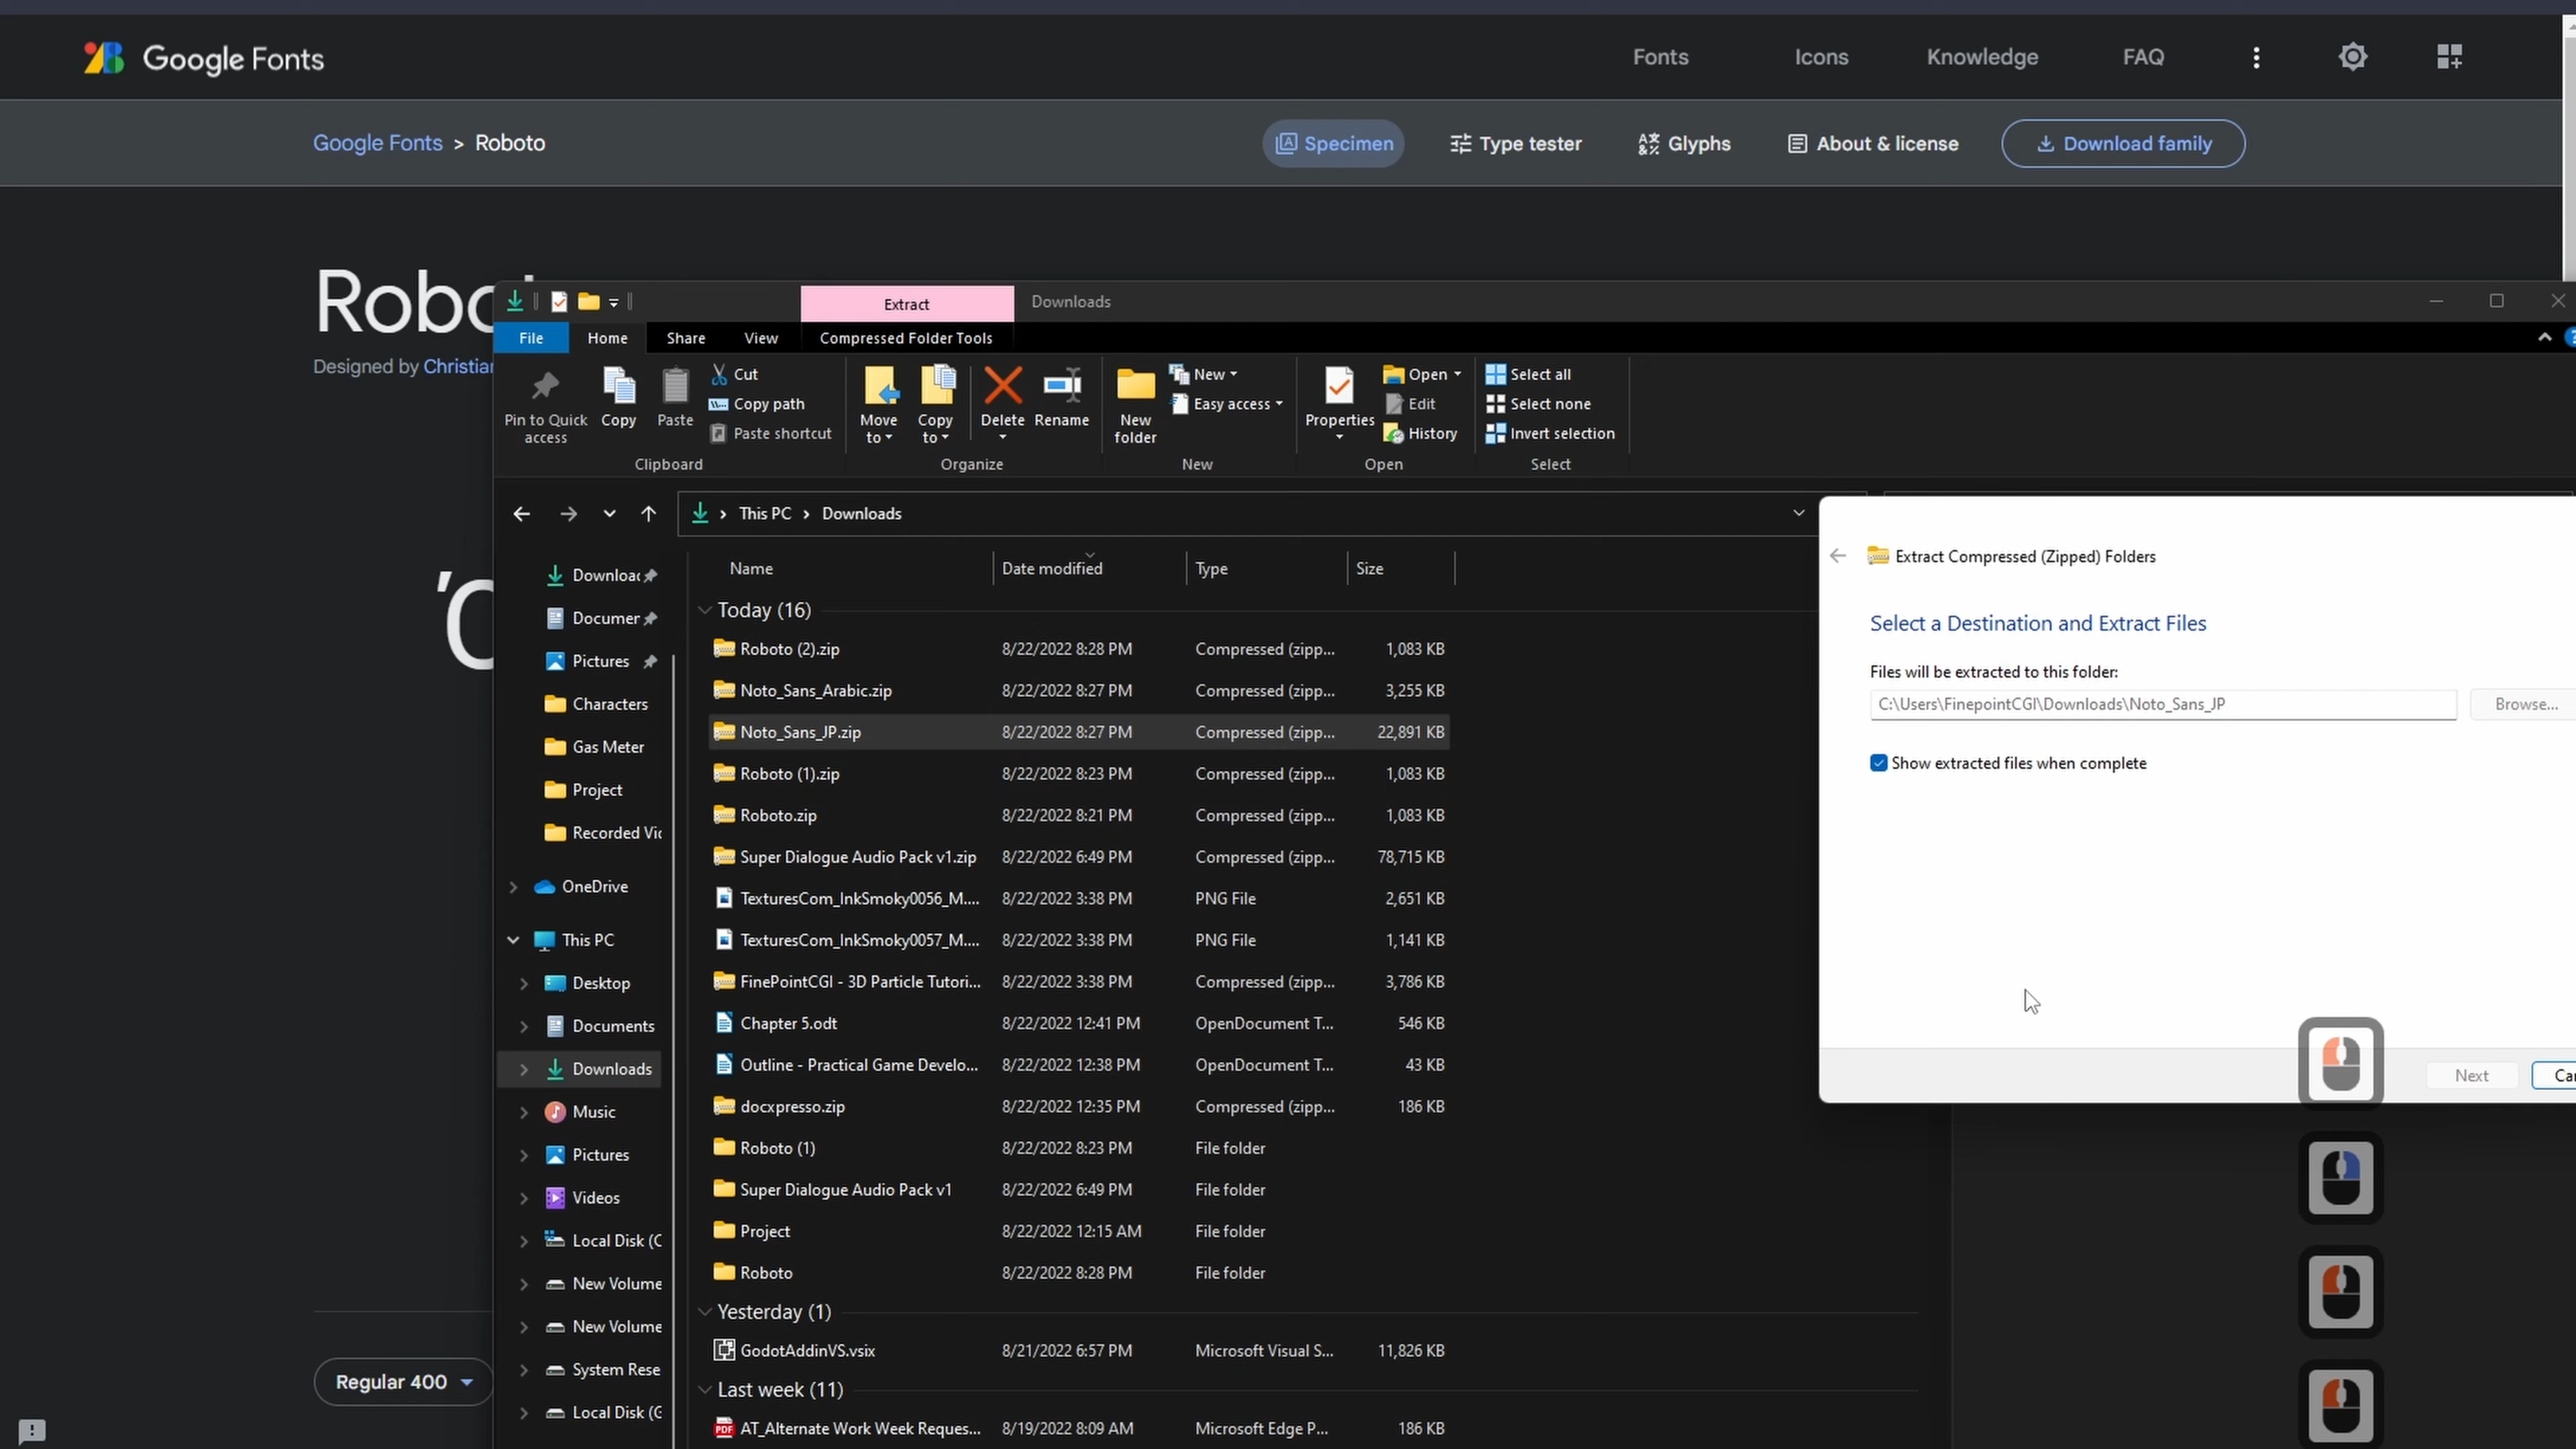 Google Fonts
Fonts
Icons
Knowledge
FAQ
Google Fonts > Roboto
Specimen
Type tester
Glyphs
About & license
Download family
Designed by
Extract
Downloads
File
Home
Share
View
Compressed Folder Tools
Pin to Quick access
Copy
Paste
Cut
Copy path
Paste shortcut
Clipboard
Move to
Copy to
Delete
Rename
Organize
New folder
New
Easy access
New
Properties
Open
Edit
History
Open
Select all
Select none
Invert selection
Select
This PC > Downloads
Pictures
Characters
Gas Meter
Project
Recorded
OneDrive
This PC
Desktop
Documents
Downloads
Music
Pictures
Videos
Local Disk
New Volume
New Volume
System
Local Disk
Name Date modified Type Size
Today (16)
Roboto (2).zip 8/22/2022 8:28 PM Compressed (zipp... 1,083 KB
Noto_Sans_Arabic.zip 8/22/2022 8:27 PM Compressed (zipp... 3,255 KB
Noto_Sans_JP.zip 8/22/2022 8:27 PM Compressed (zipp... 22,891 KB
Roboto (1).zip 8/22/2022 8:23 PM Compressed (zipp... 1,083 KB
Roboto.zip 8/22/2022 8:21 PM Compressed (zipp... 1,083 KB
Super Dialogue Audio Pack v1.zip 8/22/2022 6:49 PM Compressed (zipp... 78,715 KB
TexturesCom_InkSmoky0056_M.... 8/22/2022 3:38 PM PNG File 2,651 KB
TexturesCom_InkSmoky0057_M.... 8/22/2022 3:38 PM PNG File 1,141 KB
FinePointCGI - 3D Particle Tutori... 8/22/2022 3:38 PM Compressed (zipp... 3,786 KB
Chapter 5.odt 8/22/2022 12:41 PM OpenDocument T... 546 KB
Outline - Practical Game Develo... 8/22/2022 12:38 PM OpenDocument T... 43 KB
docxpresso.zip 8/22/2022 12:35 PM Compressed (zipp... 186 KB
Roboto (1) 8/22/2022 8:23 PM File folder
Super Dialogue Audio Pack v1 8/22/2022 6:49 PM File folder
Project 8/22/2022 12:15 AM File folder
Roboto 8/22/2022 8:28 PM File folder
Yesterday (1)
GodotAddinVS.vsix 8/21/2022 6:57 PM Microsoft Visual S... 11,826 KB
Last week (11)
AT_Alternate Work Week Reques... 8/19/2022 8:09 AM Microsoft Edge P... 186 KB
Extract Compressed (Zipped) Folders
Select a Destination and Extract Files
Files will be extracted to this folder:
C:\Users\FinepointCGI\Downloads\Noto_Sans_JP
Browse...
Show extracted files when complete
Next
Regular 400